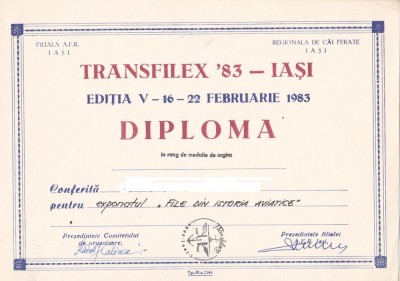 FILIALA A.F.R.
IAȘI
REGIONALA DE CĂI FERATE
IAȘI
TRANSFILEX '83 — IAȘI
EDIȚIA V - 16 - 22 FEBRUARIE 1983
DIPLOMA
în rang de medalie de argint
Conferită
pentru exponatul „FILE DIN ISTORIA AVIATICE"
Președintele Comitetului
de organizare,
Președintele filialei